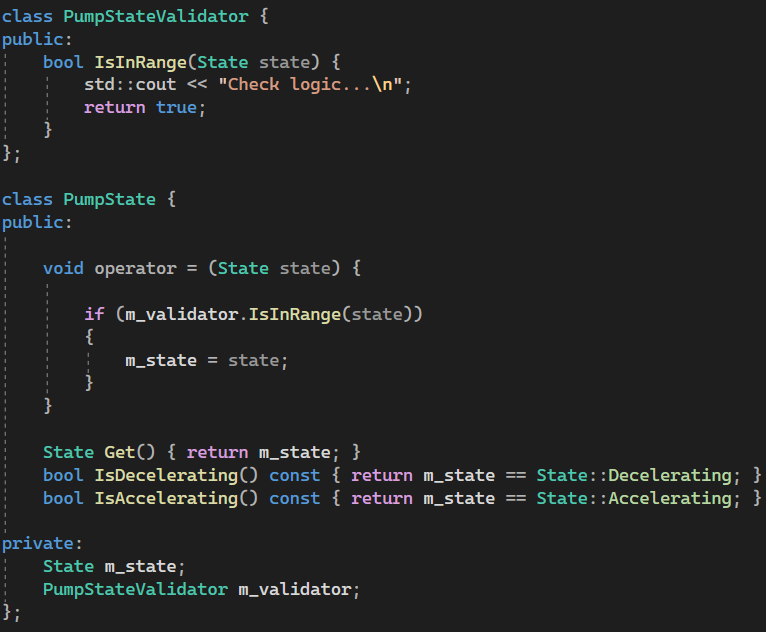 class PumpStateValidator {
public:
    bool IsInRange(State state) {
        std::cout << "Check logic...\n";
        return true;
    }
};

class PumpState {
public:

    void operator = (State state) {

        if (m_validator.IsInRange(state))
        {
            m_state = state;
        }
    }

    State Get() { return m_state; }
    bool IsDecelerating() const { return m_state == State::Decelerating; }
    bool IsAccelerating() const { return m_state == State::Accelerating; }

private:
    State m_state;
    PumpStateValidator m_validator;
};